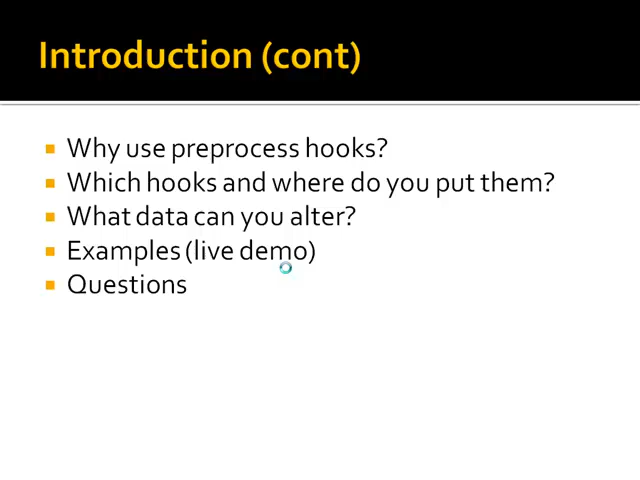 Introduction (cont)
Why use preprocess hooks?
Which hooks and where do you put them?
What data can you alter?
Examples (live demo)
Questions